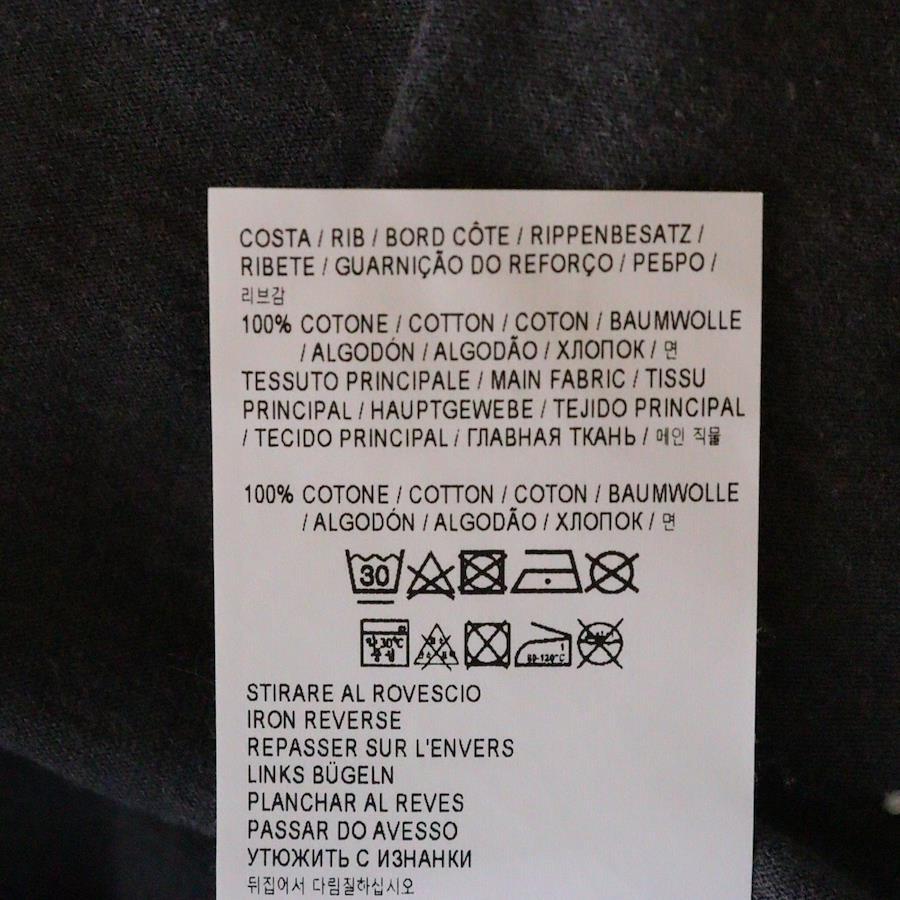 COSTA / RIB / BORD CÔTE / RIPPENBESATZ /
RIBETE / GUARNIÇÃO DO REFORÇO / РЕБРО /
리브감
100% COTONE / COTTON / COTON / BAUMWOLLE
/ ALGODÓN / ALGODÃO / ХЛОПОК / 면
TESSUTO PRINCIPALE / MAIN FABRIC / TISSU
PRINCIPAL / HAUPTGEWEBE / TEJIDO PRINCIPAL
/ TECIDO PRINCIPAL / ГЛАВНАЯ ТКАНЬ / 메인 직물
100% COTONE / COTTON / COTON / BAUMWOLLE
/ ALGODÓN / ALGODÃO / ХЛОПОК / 면
30
30℃
80-120℃
STIRARE AL ROVESCIO
IRON REVERSE
REPASSER SUR L'ENVERS
LINKS BÜGELN
PLANCHAR AL REVES
PASSAR DO AVESSO
УТЮЖИТЬ С ИЗНАНКИ
뒤집어서 다림질하십시오